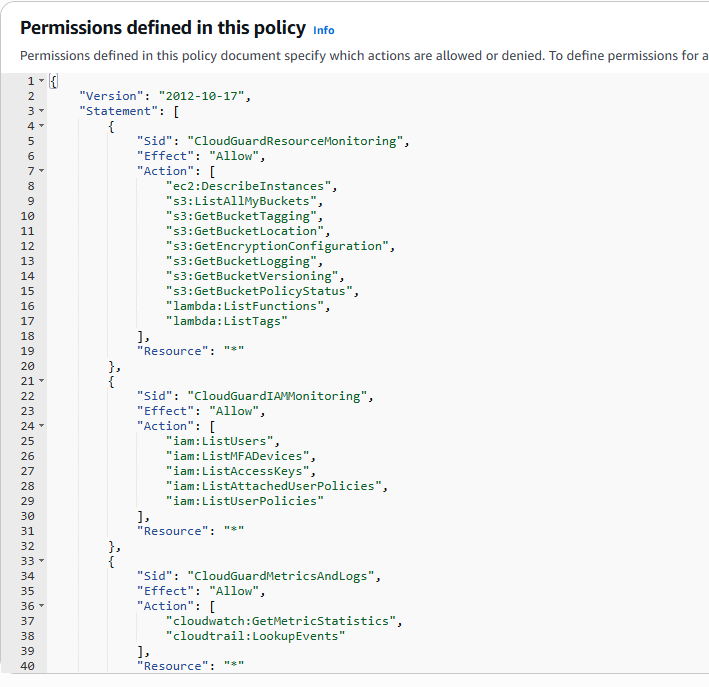 Permissions defined in this policy Info
Permissions defined in this policy document specify which actions are allowed or denied. To define permissions for a
1 {
2     "Version": "2012-10-17",
3     "Statement": [
4         {
5             "Sid": "CloudGuardResourceMonitoring",
6             "Effect": "Allow",
7             "Action": [
8                 "ec2:DescribeInstances",
9                 "s3:ListAllMyBuckets",
10                 "s3:GetBucketTagging",
11                 "s3:GetBucketLocation",
12                 "s3:GetEncryptionConfiguration",
13                 "s3:GetBucketLogging",
14                 "s3:GetBucketVersioning",
15                 "s3:GetBucketPolicyStatus",
16                 "lambda:ListFunctions",
17                 "lambda:ListTags"
18             ],
19             "Resource": "*"
20         },
21         {
22             "Sid": "CloudGuardIAMMonitoring",
23             "Effect": "Allow",
24             "Action": [
25                 "iam:ListUsers",
26                 "iam:ListMFADevices",
27                 "iam:ListAccessKeys",
28                 "iam:ListAttachedUserPolicies",
29                 "iam:ListUserPolicies"
30             ],
31             "Resource": "*"
32         },
33         {
34             "Sid": "CloudGuardMetricsAndLogs",
35             "Effect": "Allow",
36             "Action": [
37                 "cloudwatch:GetMetricStatistics",
38                 "cloudtrail:LookupEvents"
39             ],
40             "Resource": "*"